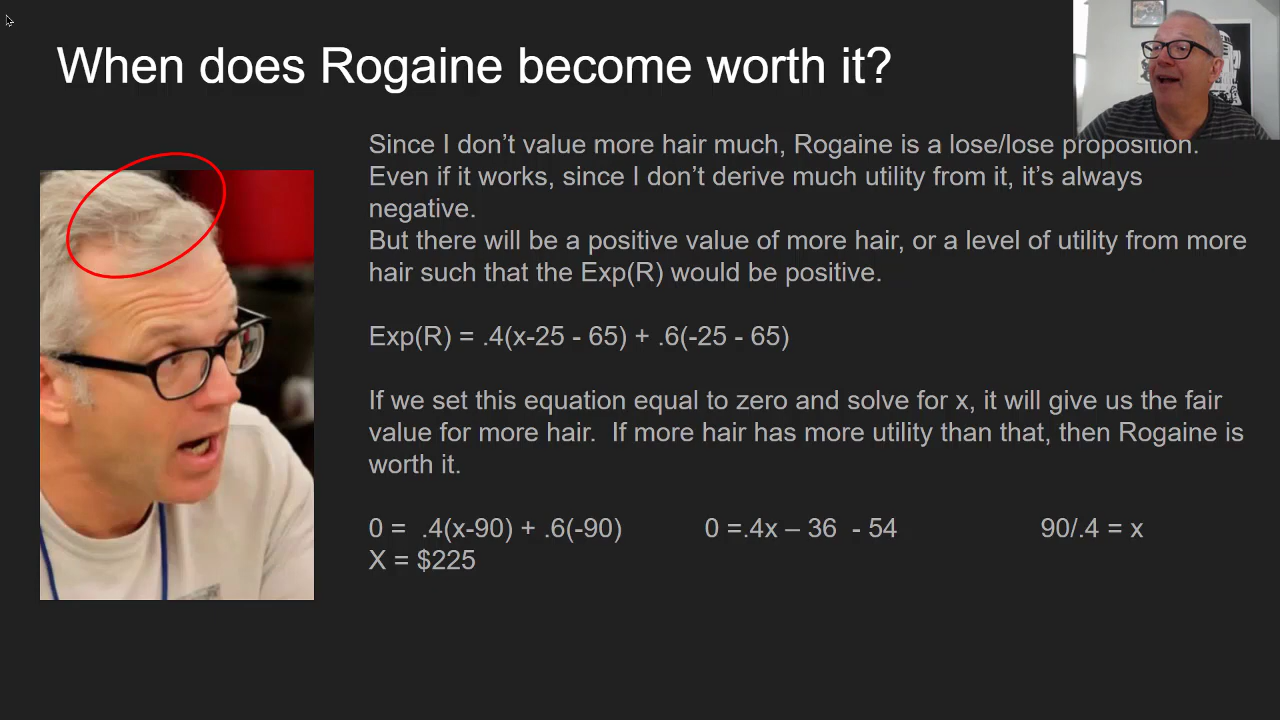 When does Rogaine become worth it?
Since I don’t value more hair much, Rogaine is a lose/lose proposition.
Even if it works, since I don’t derive much utility from it, it’s always
negative.
But there will be a positive value of more hair, or a level of utility from more
hair such that the Exp(R) would be positive.
Exp(R) = .4(x-25 - 65) + .6(-25 - 65)
If we set this equation equal to zero and solve for x, it will give us the fair
value for more hair.  If more hair has more utility than that, then Rogaine is
worth it.
0 =  .4(x-90) + .6(-90) 0 =.4x – 36  - 54 90/.4 = x
X = $225